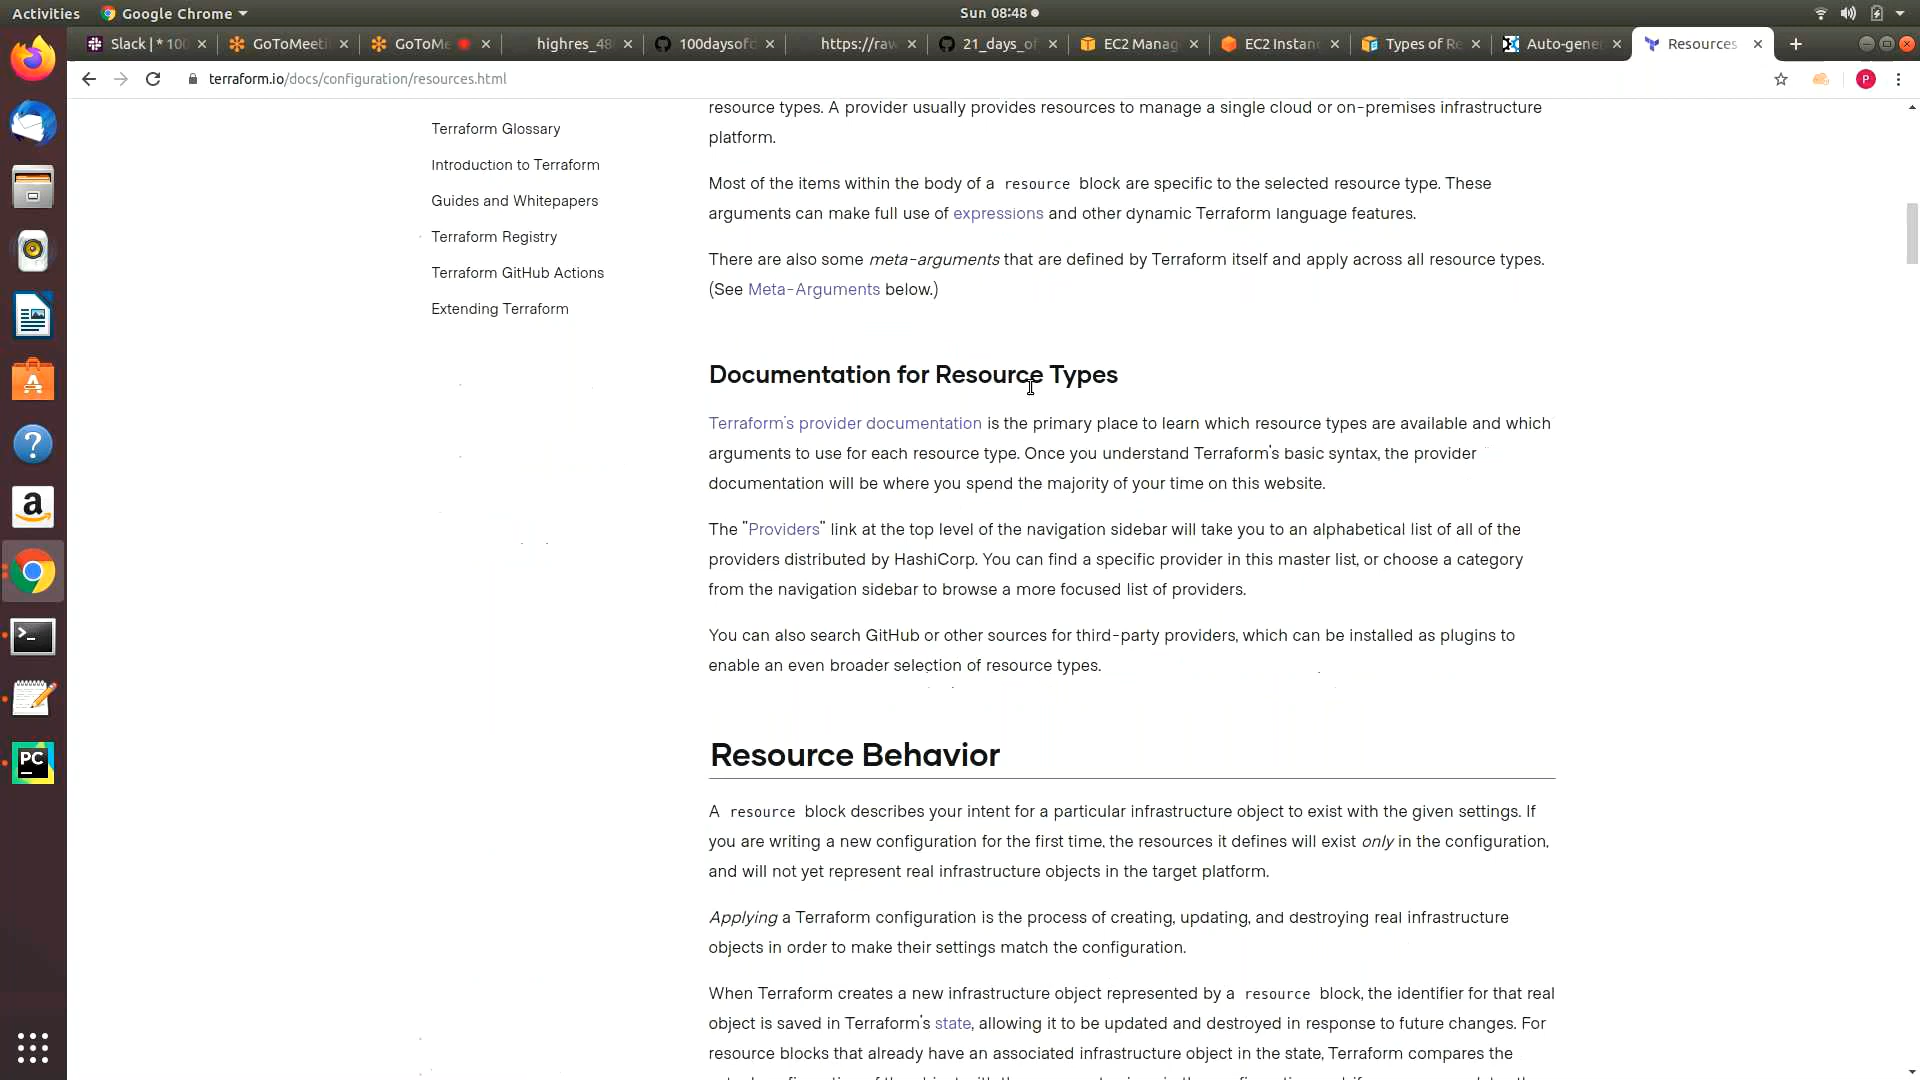 Activities
Google Chrome
Sun 08:48
Slack | * 100
GoToMeeti
GoToMe
highres_48
100daysofc
https://raw
21_days_of
EC2 Manag
EC2 Instanc
Types of Re
Auto-gene
Resources
terraform.io/docs/configuration/resources.html
P
Terraform Glossary
Introduction to Terraform
Guides and Whitepapers
Terraform Registry
Terraform GitHub Actions
Extending Terraform
resource types. A provider usually provides resources to manage a single cloud or on-premises infrastructure
platform.
Most of the items within the body of a resource block are specific to the selected resource type. These
arguments can make full use of expressions and other dynamic Terraform language features.
There are also some meta-arguments that are defined by Terraform itself and apply across all resource types.
(See Meta-Arguments below.)
Documentation for Resource Types
Terraform's provider documentation is the primary place to learn which resource types are available and which
arguments to use for each resource type. Once you understand Terraform's basic syntax, the provider
documentation will be where you spend the majority of your time on this website.
The "Providers" link at the top level of the navigation sidebar will take you to an alphabetical list of all of the
providers distributed by HashiCorp. You can find a specific provider in this master list, or choose a category
from the navigation sidebar to browse a more focused list of providers.
You can also search GitHub or other sources for third-party providers, which can be installed as plugins to
enable an even broader selection of resource types.
Resource Behavior
A resource block describes your intent for a particular infrastructure object to exist with the given settings. If
you are writing a new configuration for the first time, the resources it defines will exist only in the configuration,
and will not yet represent real infrastructure objects in the target platform.
Applying a Terraform configuration is the process of creating, updating, and destroying real infrastructure
objects in order to make their settings match the configuration.
When Terraform creates a new infrastructure object represented by a resource block, the identifier for that real
object is saved in Terraform's state, allowing it to be updated and destroyed in response to future changes. For
resource blocks that already have an associated infrastructure object in the state, Terraform compares the
PC